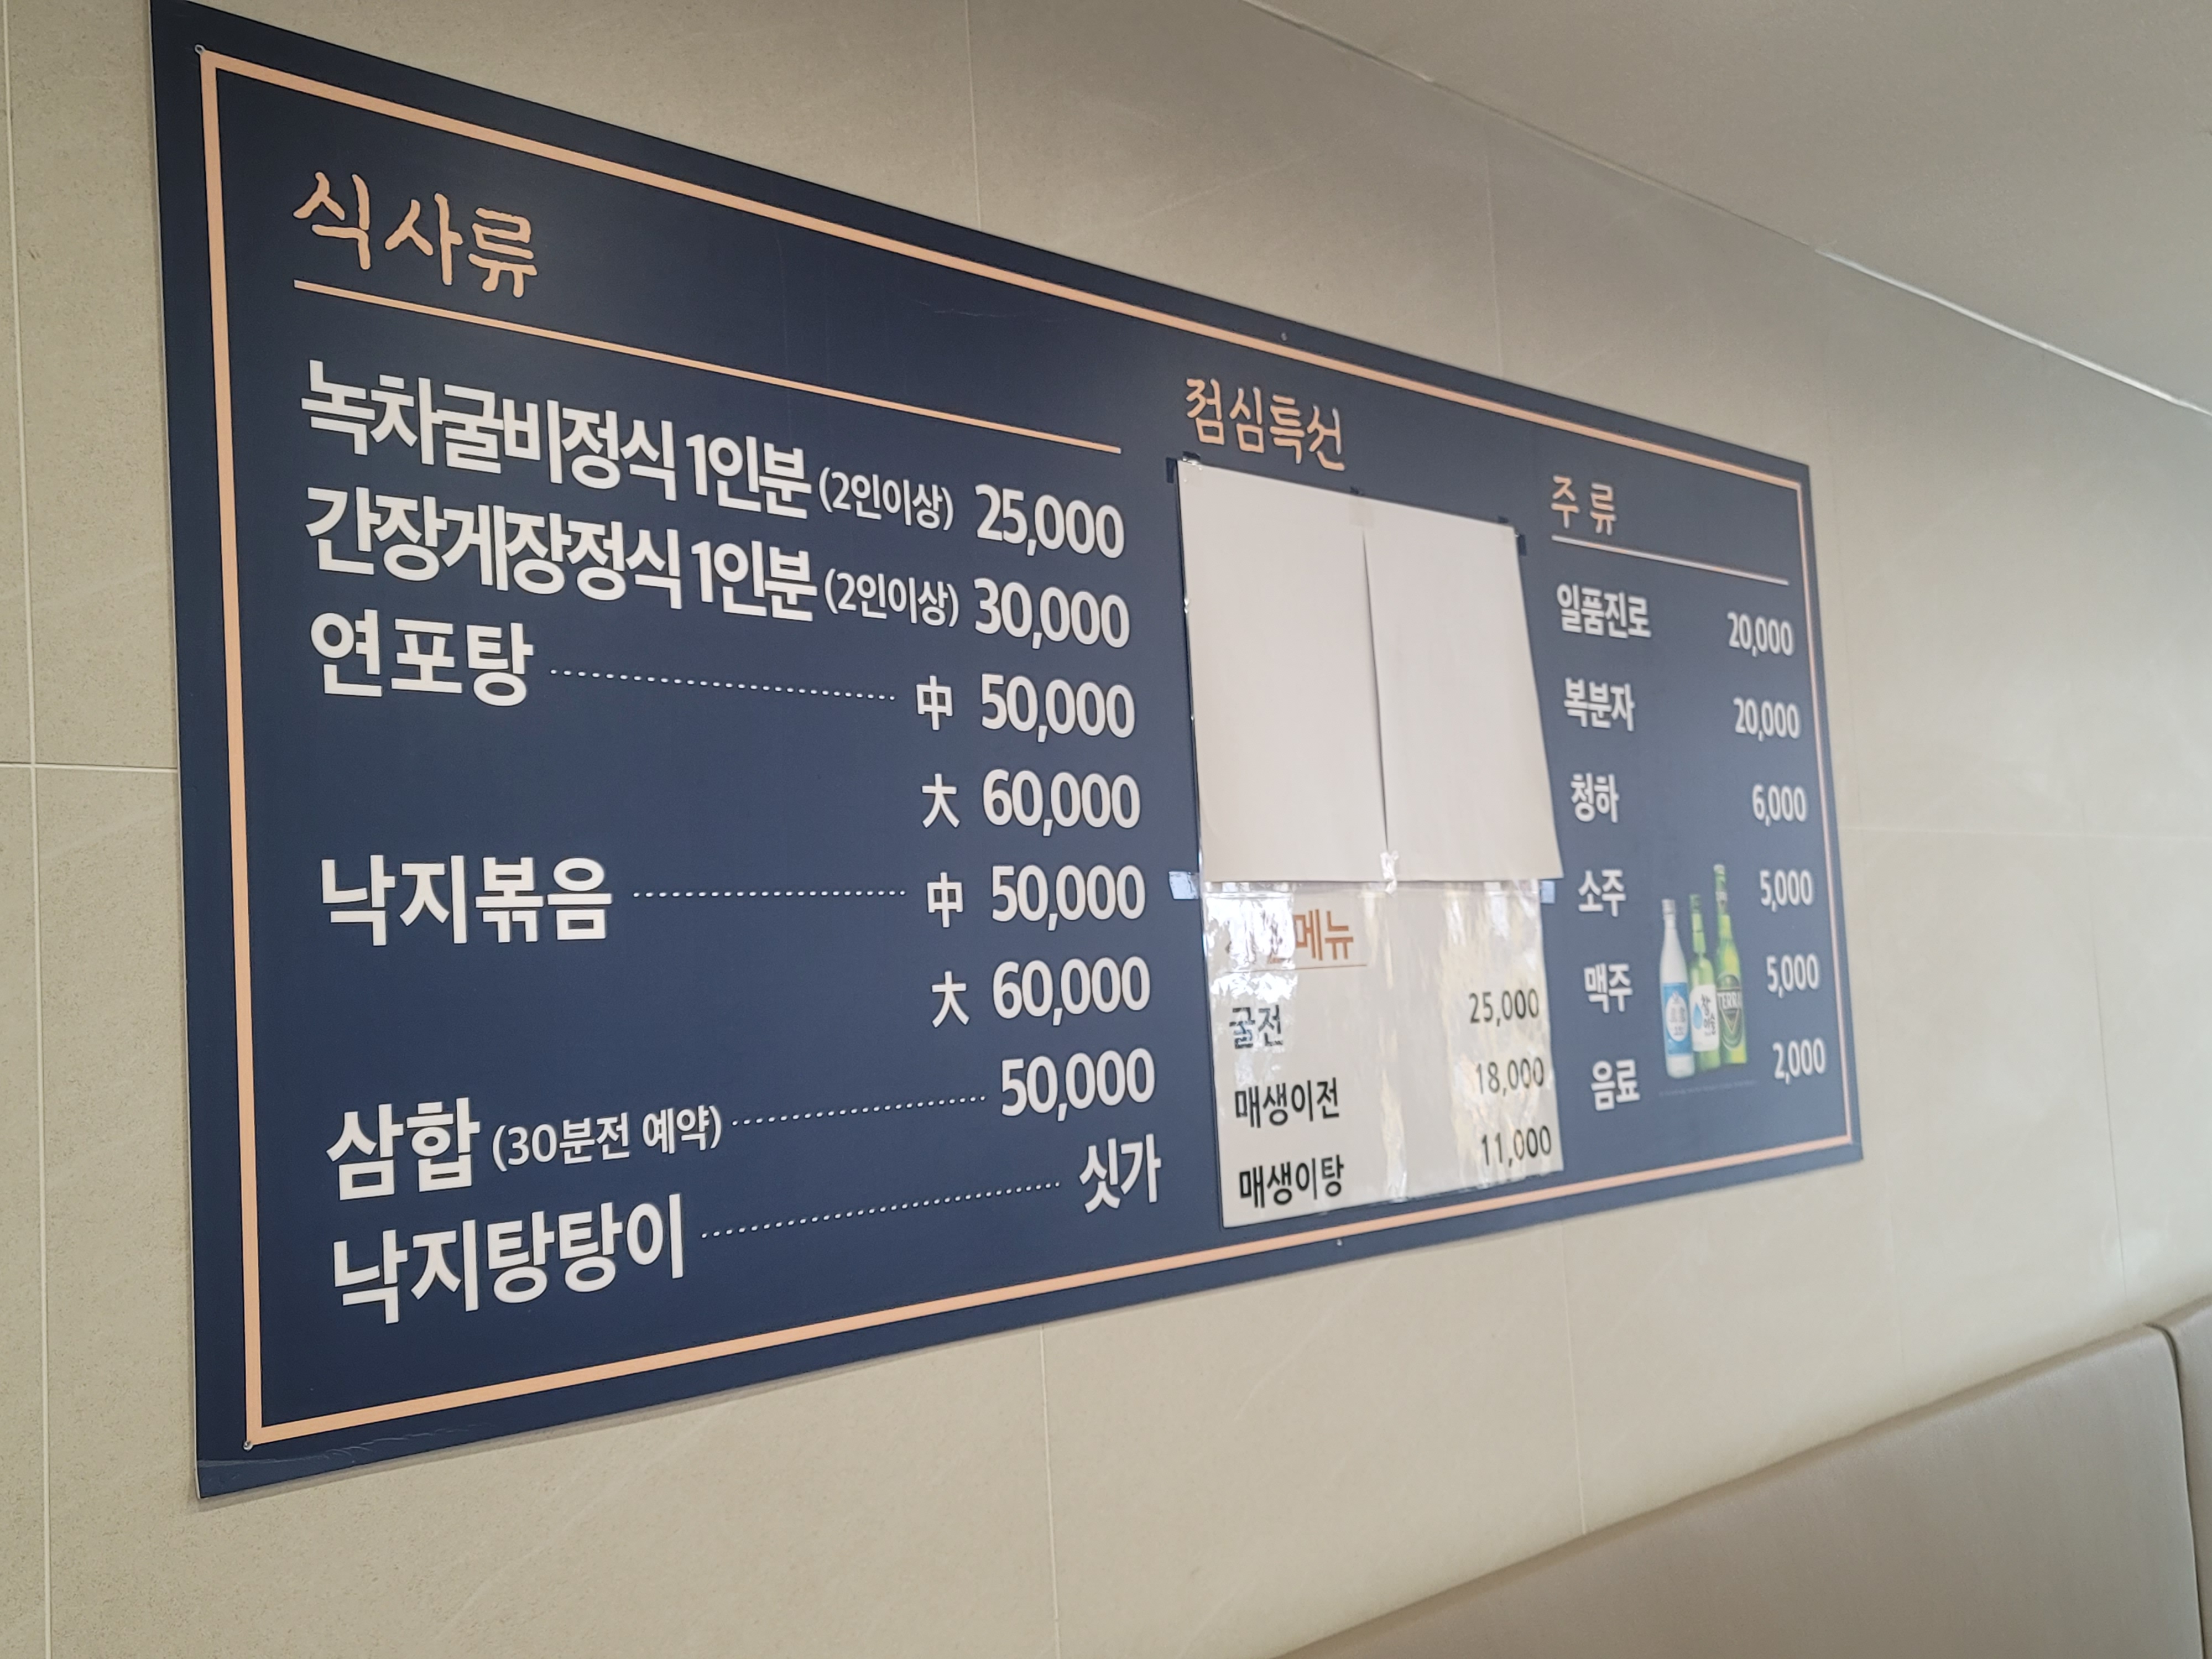 식사류
녹차굴비정식 1인분 (2인이상) 25,000
간장게장정식 1인분 (2인이상) 30,000
연포탕 中 50,000
大 60,000
낙지볶음 中 50,000
大 60,000
삼합 (30분전 예약) 50,000
낙지탕탕이 싯가
점심특선
메뉴
굴전 25,000
매생이전 18,000
매생이탕 11,000
주류
일품진로 20,000
복분자 20,000
청하 6,000
소주 5,000
맥주 5,000
음료 2,000
TERRA